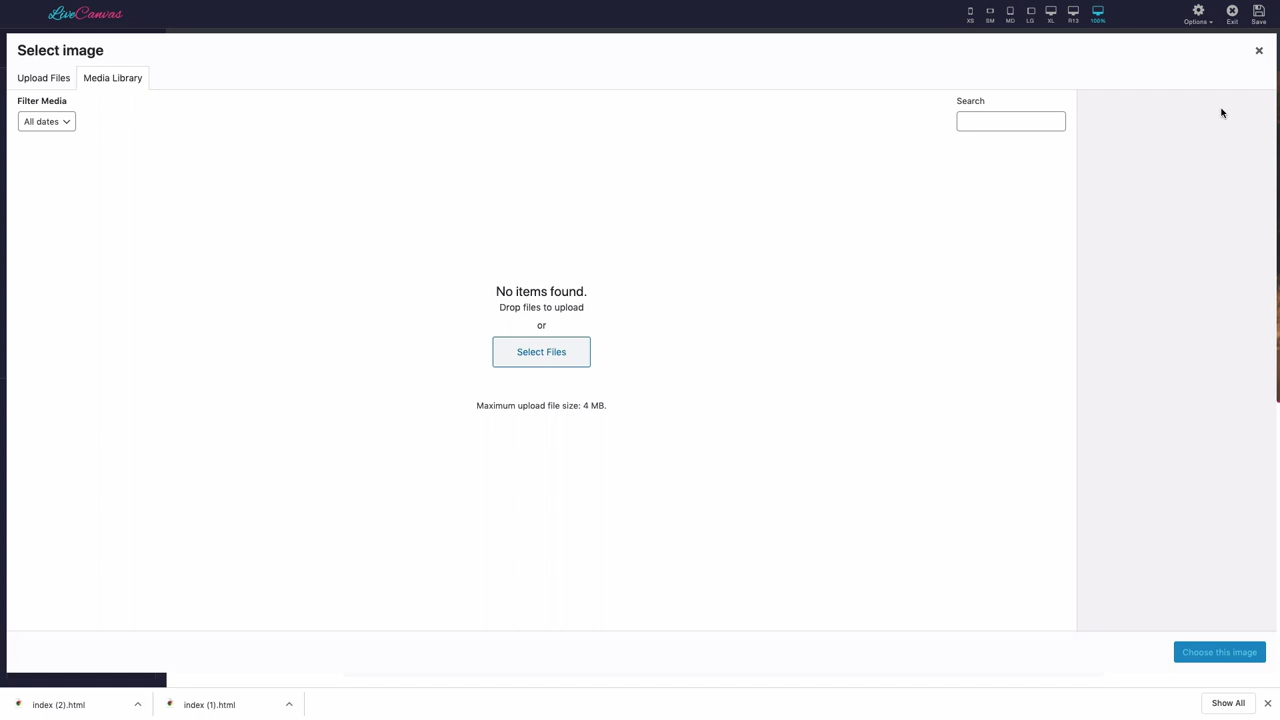 LiveCanvas
XS
SM
MD
LG
XL
R13
100%
Options
Exit
Save
Select image
Upload Files
Media Library
Filter Media
All dates
Search
No items found.
Drop files to upload
or
Select Files
Maximum upload file size: 4 MB.
Choose this image
index (2).html
index (1).html
Show All